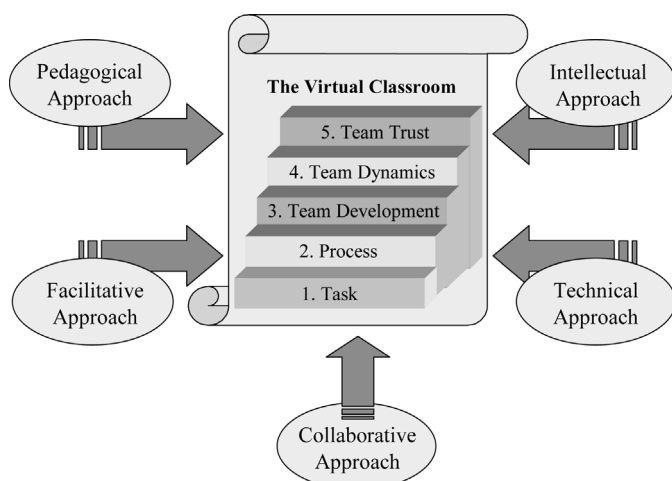 Pedagogical
Approach
Intellectual
Approach
The Virtual Classroom
5. Team Trust
4. Team Dynamics
3. Team Development
2. Process
1. Task
Facilitative
Approach
Technical
Approach
Collaborative
Approach